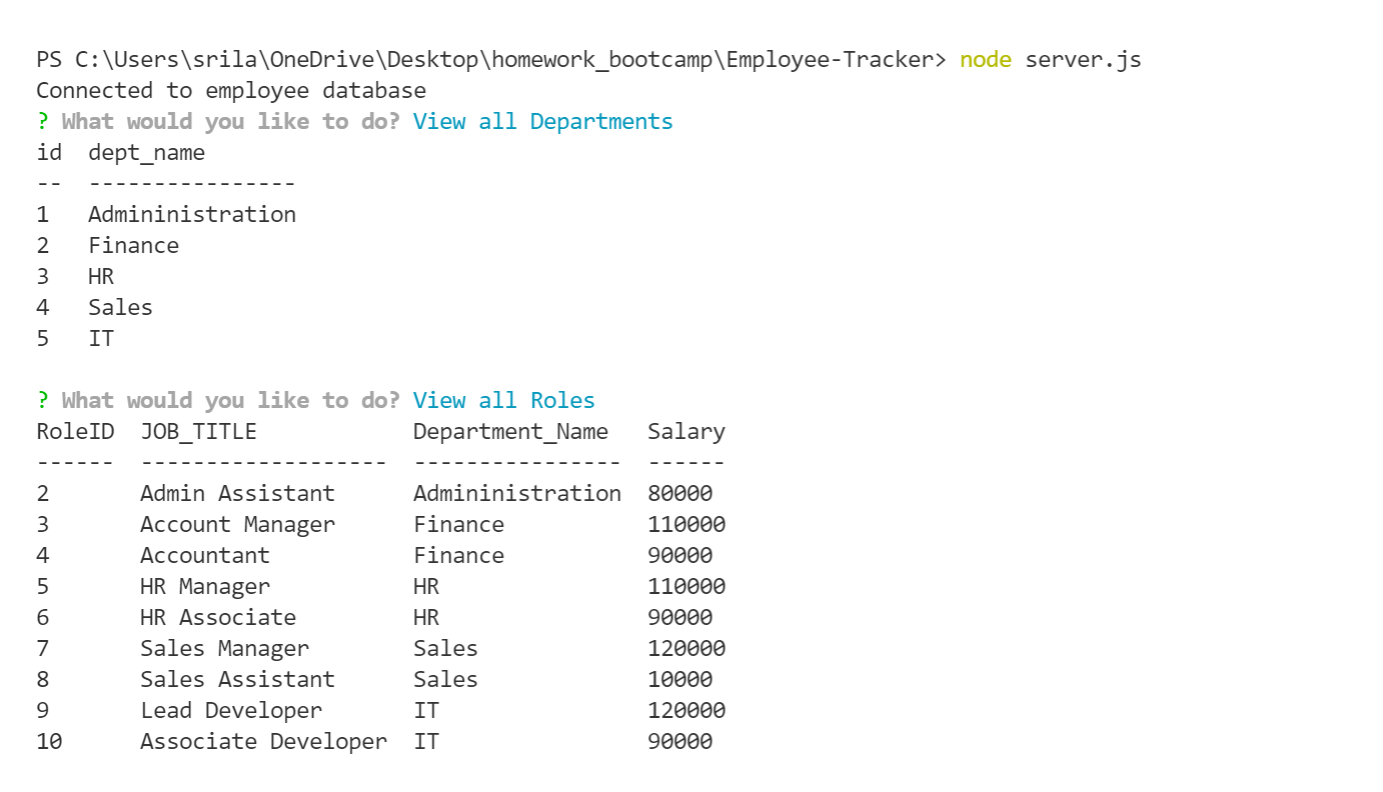 PS C:\Users\srila\OneDrive\Desktop\homework_bootcamp\Employee-Tracker> node server.js
Connected to employee database
? What would you like to do? View all Departments
id  dept_name
--  ----------------
1   Admininistration
2   Finance
3   HR
4   Sales
5   IT
? What would you like to do? View all Roles
RoleID  JOB_TITLE            Department_Name   Salary
------  -------------------  ----------------  ------
2       Admin Assistant      Admininistration  80000
3       Account Manager      Finance           110000
4       Accountant           Finance           90000
5       HR Manager           HR                110000
6       HR Associate         HR                90000
7       Sales Manager        Sales             120000
8       Sales Assistant      Sales             10000
9       Lead Developer       IT                120000
10      Associate Developer  IT                90000